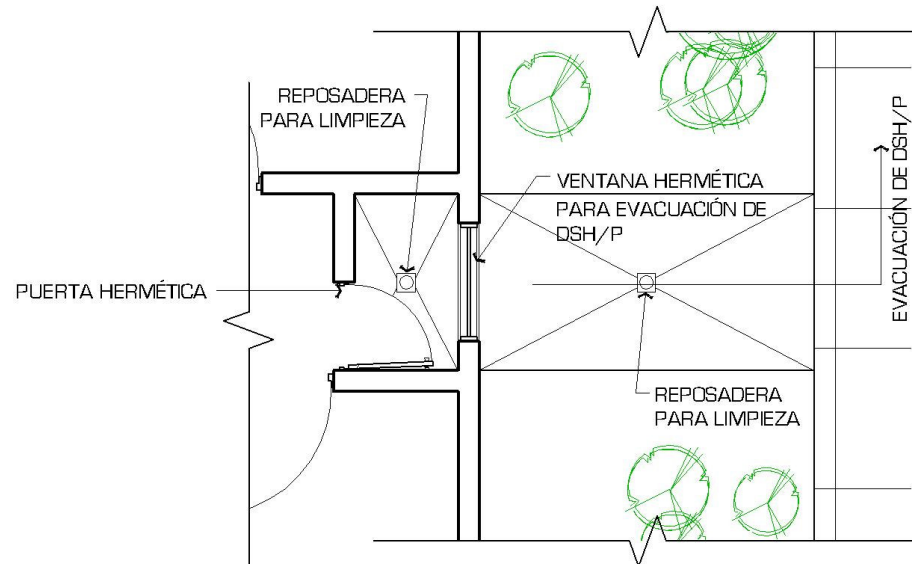 REPOSADERA
PARA LIMPIEZA
VENTANA HERMÉTICA
PARA EVACUACIÓN DE
DSH/P
PUERTA HERMÉTICA
REPOSADERA
PARA LIMPIEZA
EVACUACIÓN DE DSH/P